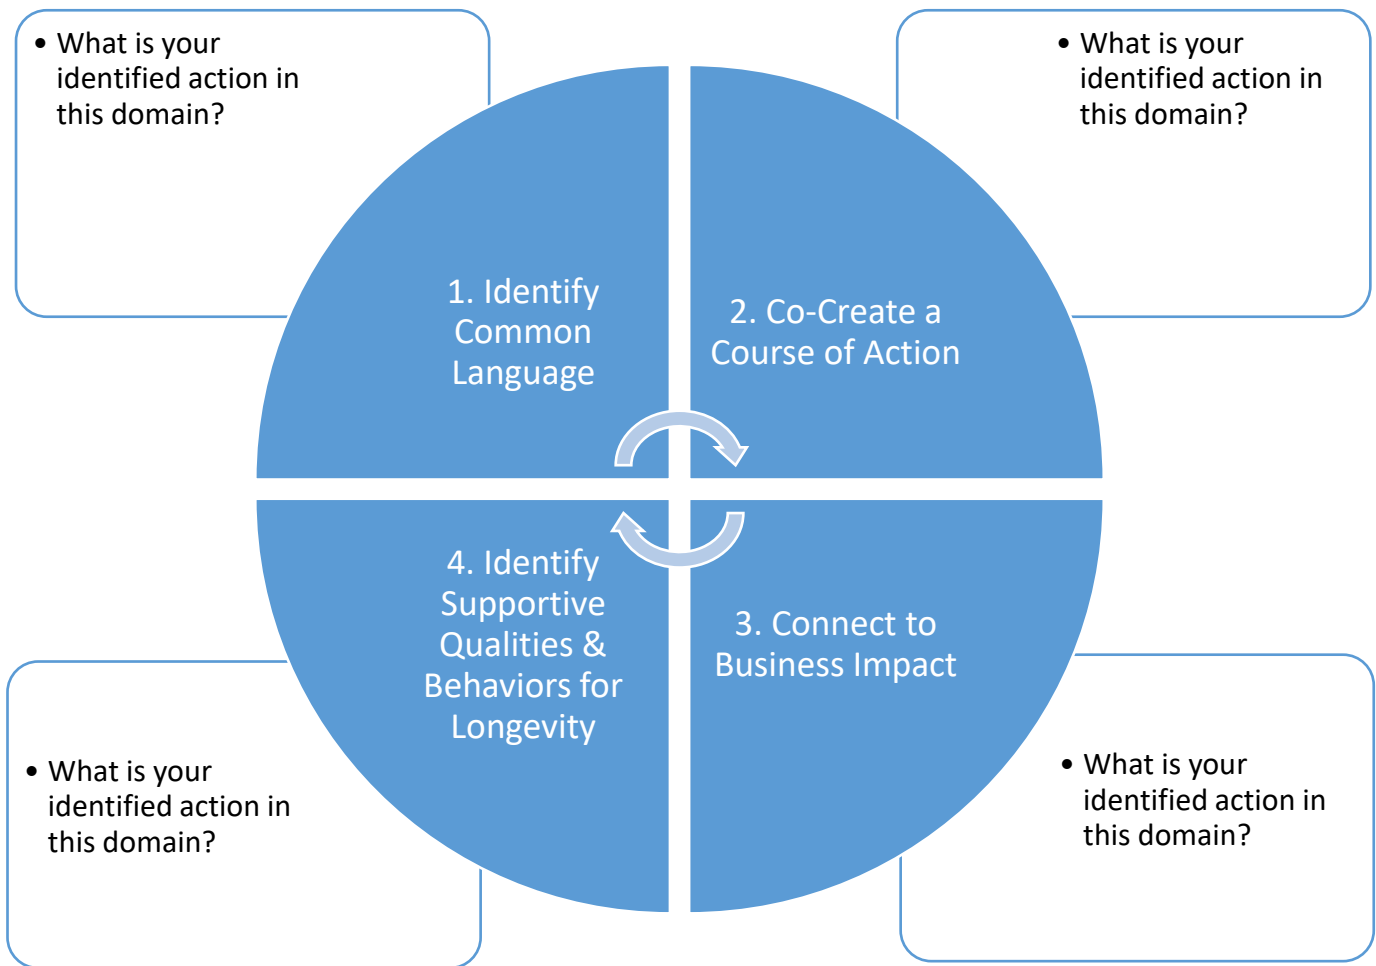 • What is your
identified action in
this domain?
• What is your
identified action in
this domain?
1. Identify
Common
Language
2. Co-Create a
Course of Action
4. Identify
Supportive
Qualities &
Behaviors for
Longevity
3. Connect to
Business Impact
• What is your
identified action in
this domain?
• What is your
identified action in
this domain?